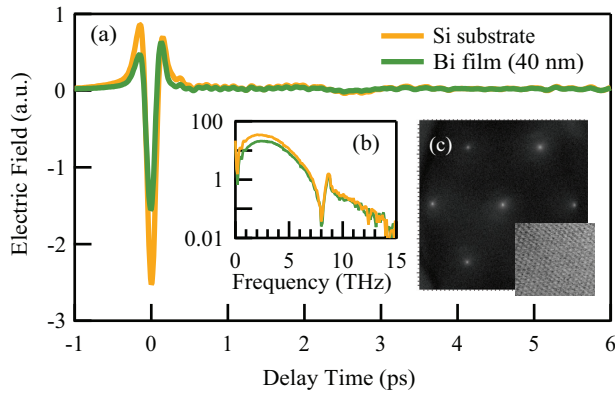 1
0
-1
-2
-3
Electric Field (a.u.)
(a)
Si substrate
Bi film (40 nm)
100
1
0.01
(b)
0 5 10 15
Frequency (THz)
(c)
-1 0 1 2 3 4 5 6
Delay Time (ps)